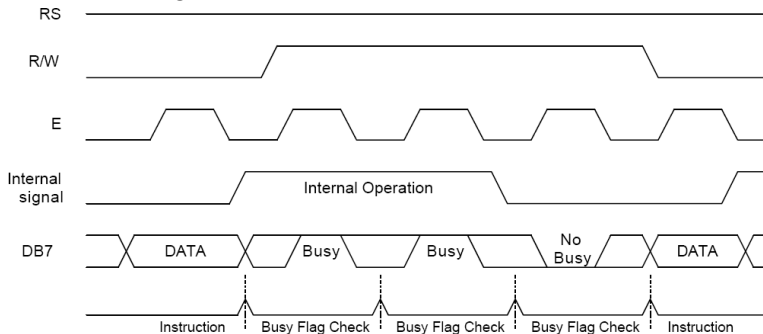 RS
R/W
E
Internal
signal
Internal Operation
DB7
DATA
Busy
Busy
No
Busy
DATA
Instruction
Busy Flag Check
Busy Flag Check
Busy Flag Check
Instruction